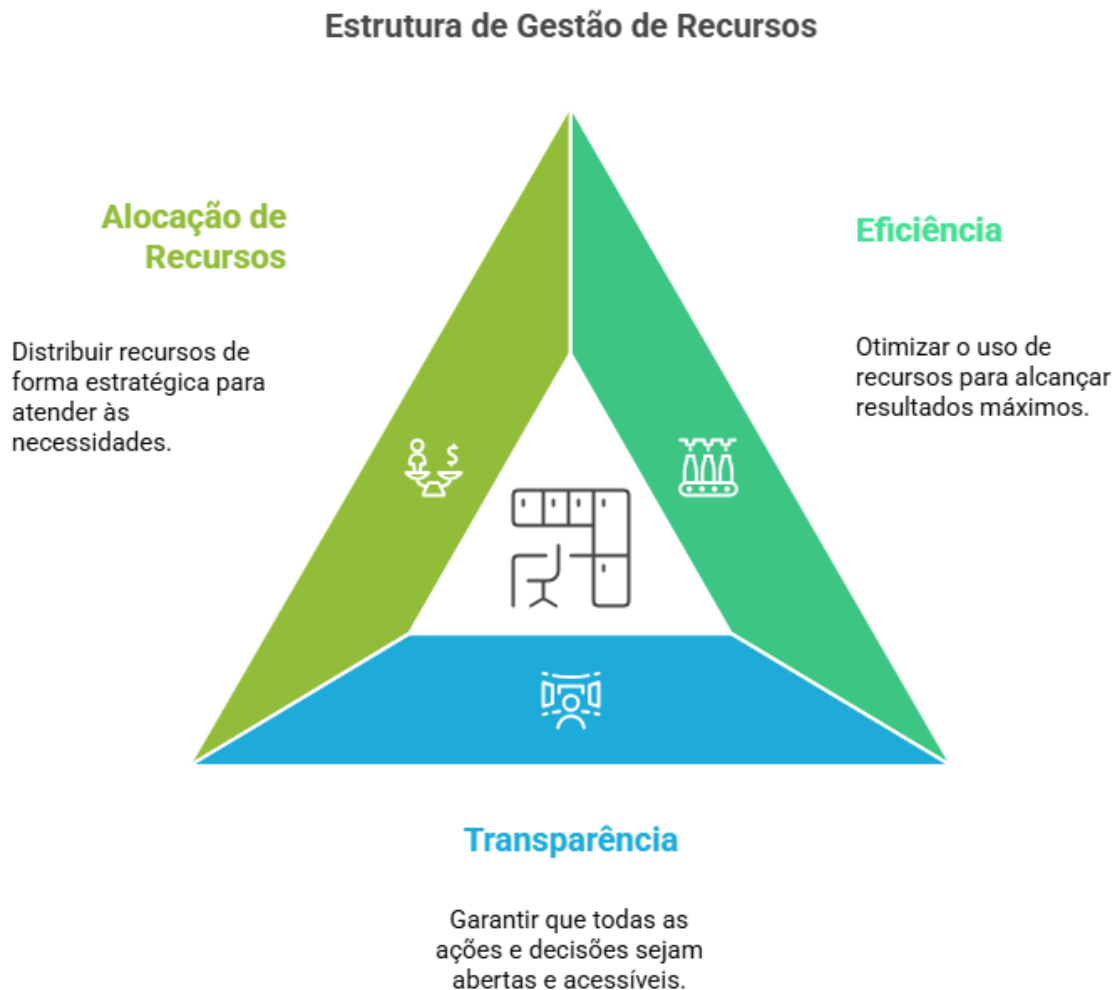 Estrutura de Gestão de Recursos
Alocação de
Recursos
Distribuir recursos de
forma estratégica para
atender às
necessidades.
$
Eficiência
Otimizar o uso de
recursos para alcançar
resultados máximos.
Transparência
Garantir que todas as
ações e decisões sejam
abertas e acessíveis.